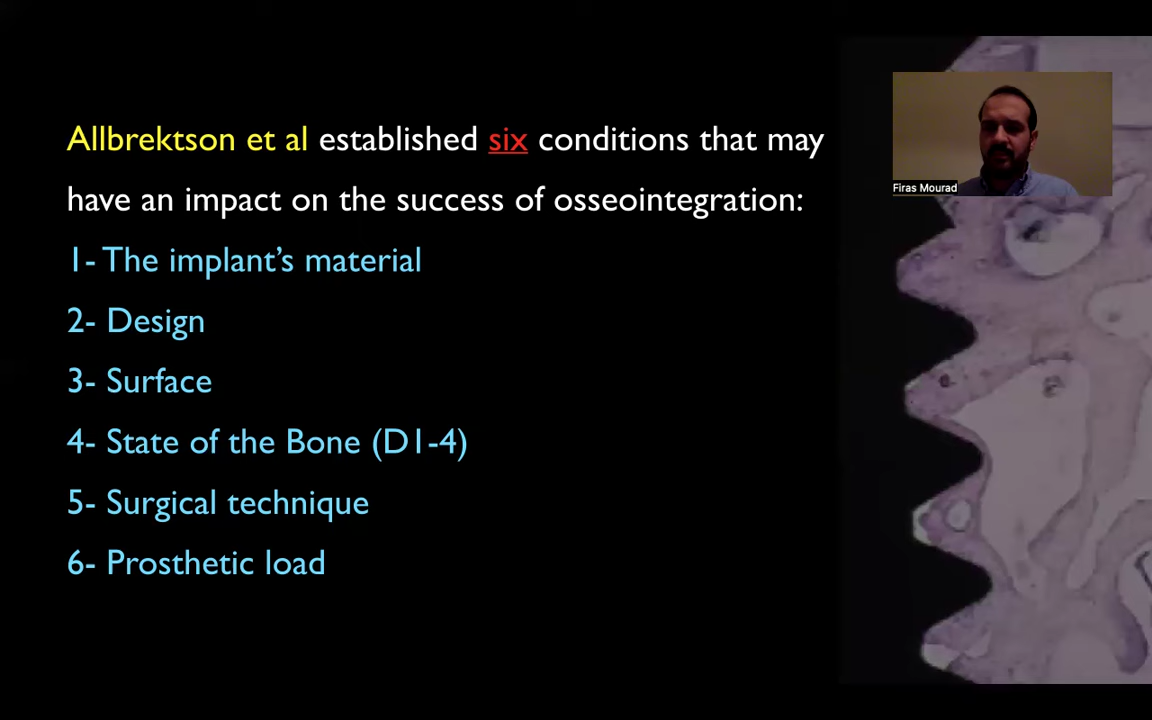 Allbrektson et al established six conditions that may
have an impact on the success of osseointegration:
1- The implant's material
2- Design
3- Surface
4- State of the Bone (D1-4)
5- Surgical technique
6- Prosthetic load
Firas Mourad